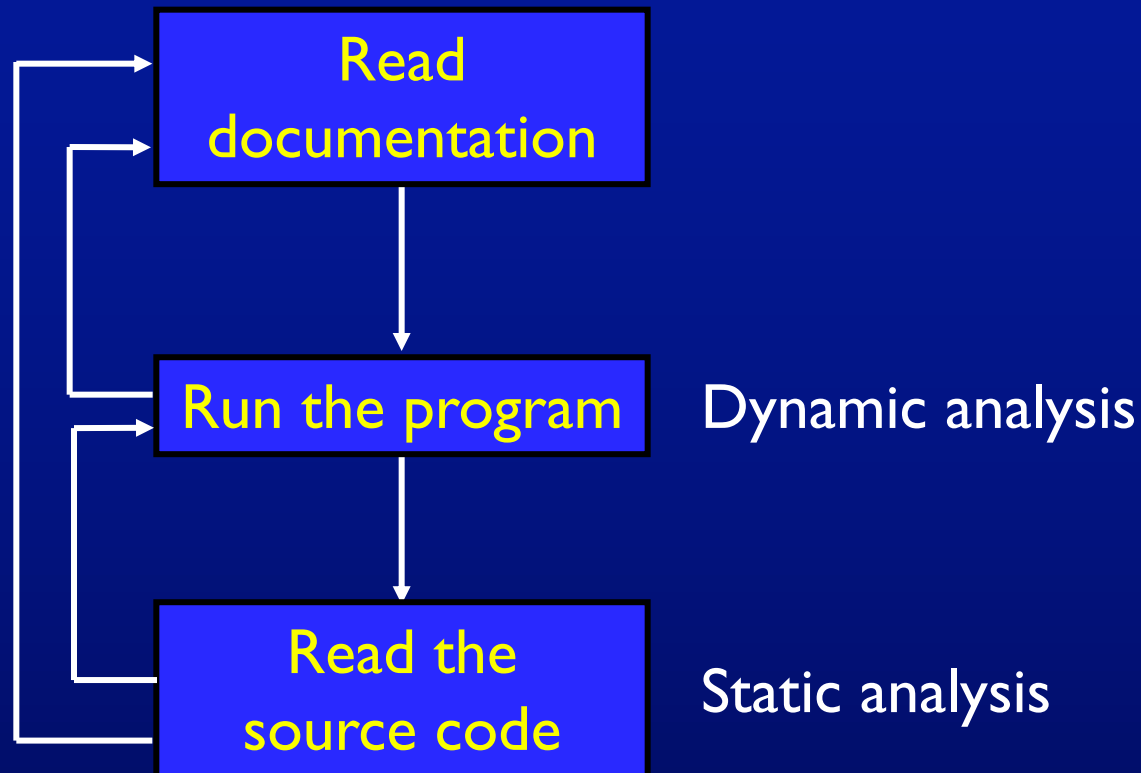 Read
documentation
Run the program
Dynamic analysis
Read the
source code
Static analysis